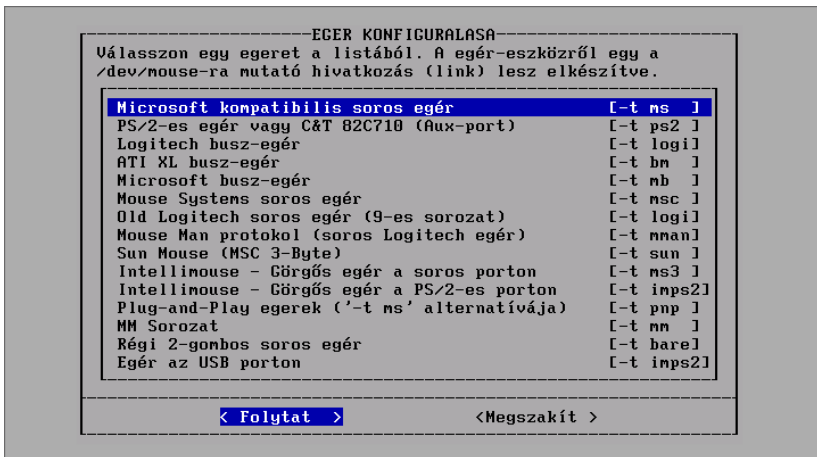 EGER KONFIGURALASA
Válasszon egy egeret a listából. A egér-eszközről egy a
/dev/mouse-ra mutató hivatkozás (link) lesz elkészítve.
Microsoft kompatibilis soros egér [-t ms ]
PS/2-es egér vagy C&T 82C710 (Aux-port) [-t ps2 ]
Logitech busz-egér [-t logi]
ATI XL busz-egér [-t bm ]
Microsoft busz-egér [-t mb ]
Mouse Systems soros egér [-t msc ]
Old Logitech soros egér (9-es sorozat) [-t logi]
Mouse Man protokol (soros Logitech egér) [-t mman]
Sun Mouse (MSC 3-Byte) [-t sun ]
Intellimouse - Görgős egér a soros porton [-t ms3 ]
Intellimouse - Görgős egér a PS/2-es porton [-t imps2]
Plug-and-Play egerek ('-t ms' alternatívája) [-t pnp ]
MM Sorozat [-t mm ]
Régi 2-gombos soros egér [-t bare]
Egér az USB porton [-t imps2]
< Folytat > <Megszakít >